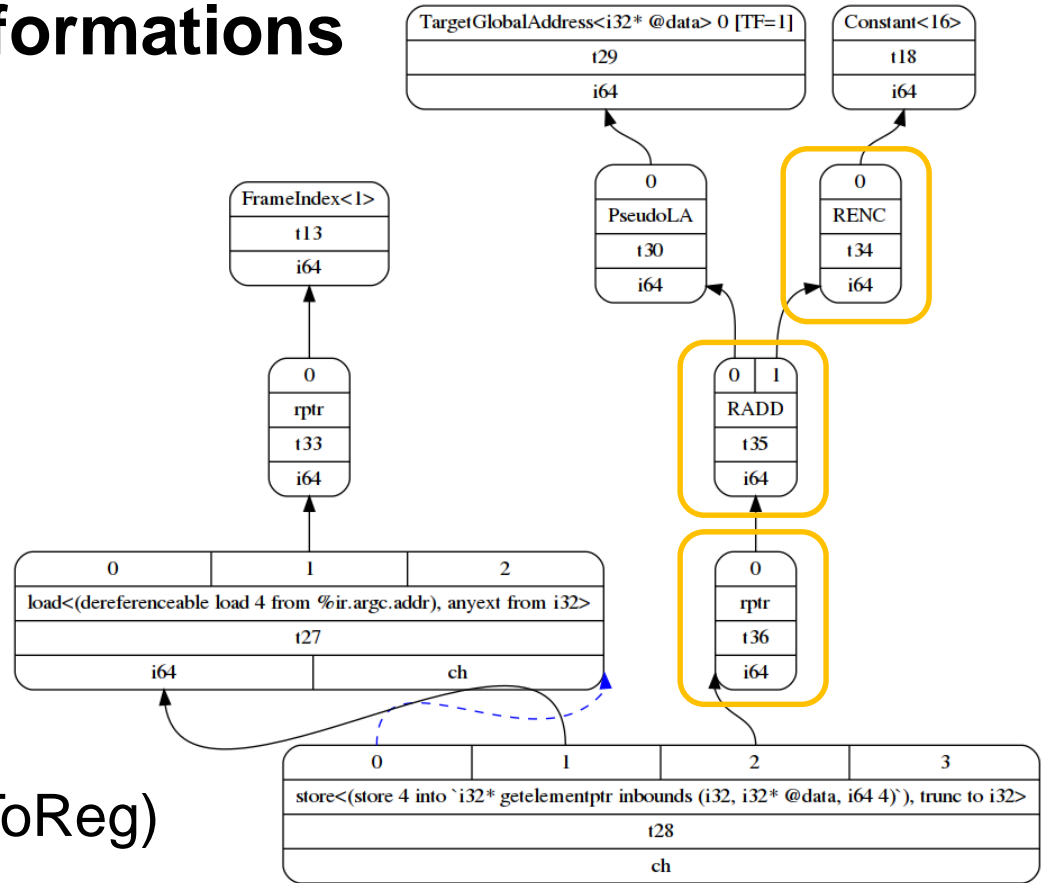 formations
TargetGlobalAddress<i32* @data> 0 [TF=1]
t29
i64
Constant<16>
t18
i64
0
PseudoLA
t30
i64
0
RENC
t34
i64
FrameIndex<1>
t13
i64
0
rptr
t33
i64
0 1
RADD
t35
i64
0 1 2
load<(dereferenceable load 4 from %ir.argc.addr), anyext from i32>
t27
i64 ch
0
rptr
t36
i64
0 1 2 3
store<(store 4 into `i32* getelementptr inbounds (i32, i32* @data, i64 4)`), trunc to i32>
t28
ch
oReg)